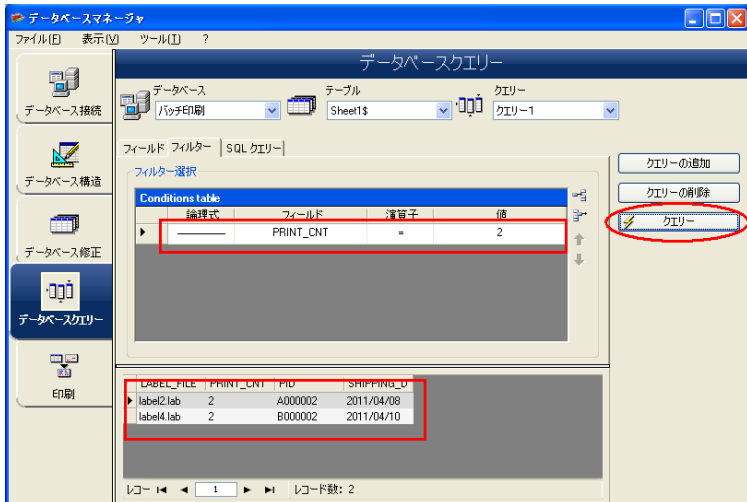 データベースマネージャ
ファイル(F) 表示(V) ツール(T) ?
データベースクエリー
データベース接続
データベース構造
データベース修正
データベースクエリー
印刷
データベース テーブル クエリー
バッチ印刷 Sheet1$ クエリー1
フィールド フィルター SQL クエリー
フィルター選択
Conditions table
論理式 フィールド 演算子 値
PRINT_CNT = 2
クエリーの追加
クエリーの削除
クエリー
LABEL_FILE PRINT_CNT PID SHIPPING_D
label2.lab 2 A000002 2011/04/08
label4.lab 2 B000002 2011/04/10
レコー 1 レコード数: 2